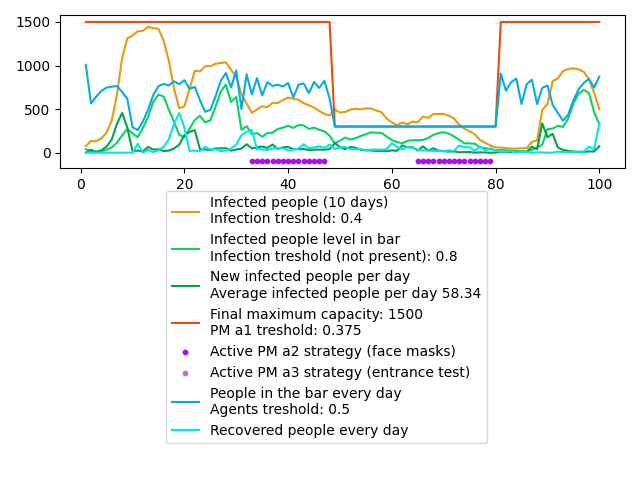 1500
1000
500
0
0
20
40
60
80
100
Infected people (10 days)
Infection treshold: 0.4
Infected people level in bar
Infection treshold (not present): 0.8
New infected people per day
Average infected people per day 58.34
Final maximum capacity: 1500
PM a1 treshold: 0.375
Active PM a2 strategy (face masks)
Active PM a3 strategy (entrance test)
People in the bar every day
Agents treshold: 0.5
Recovered people every day